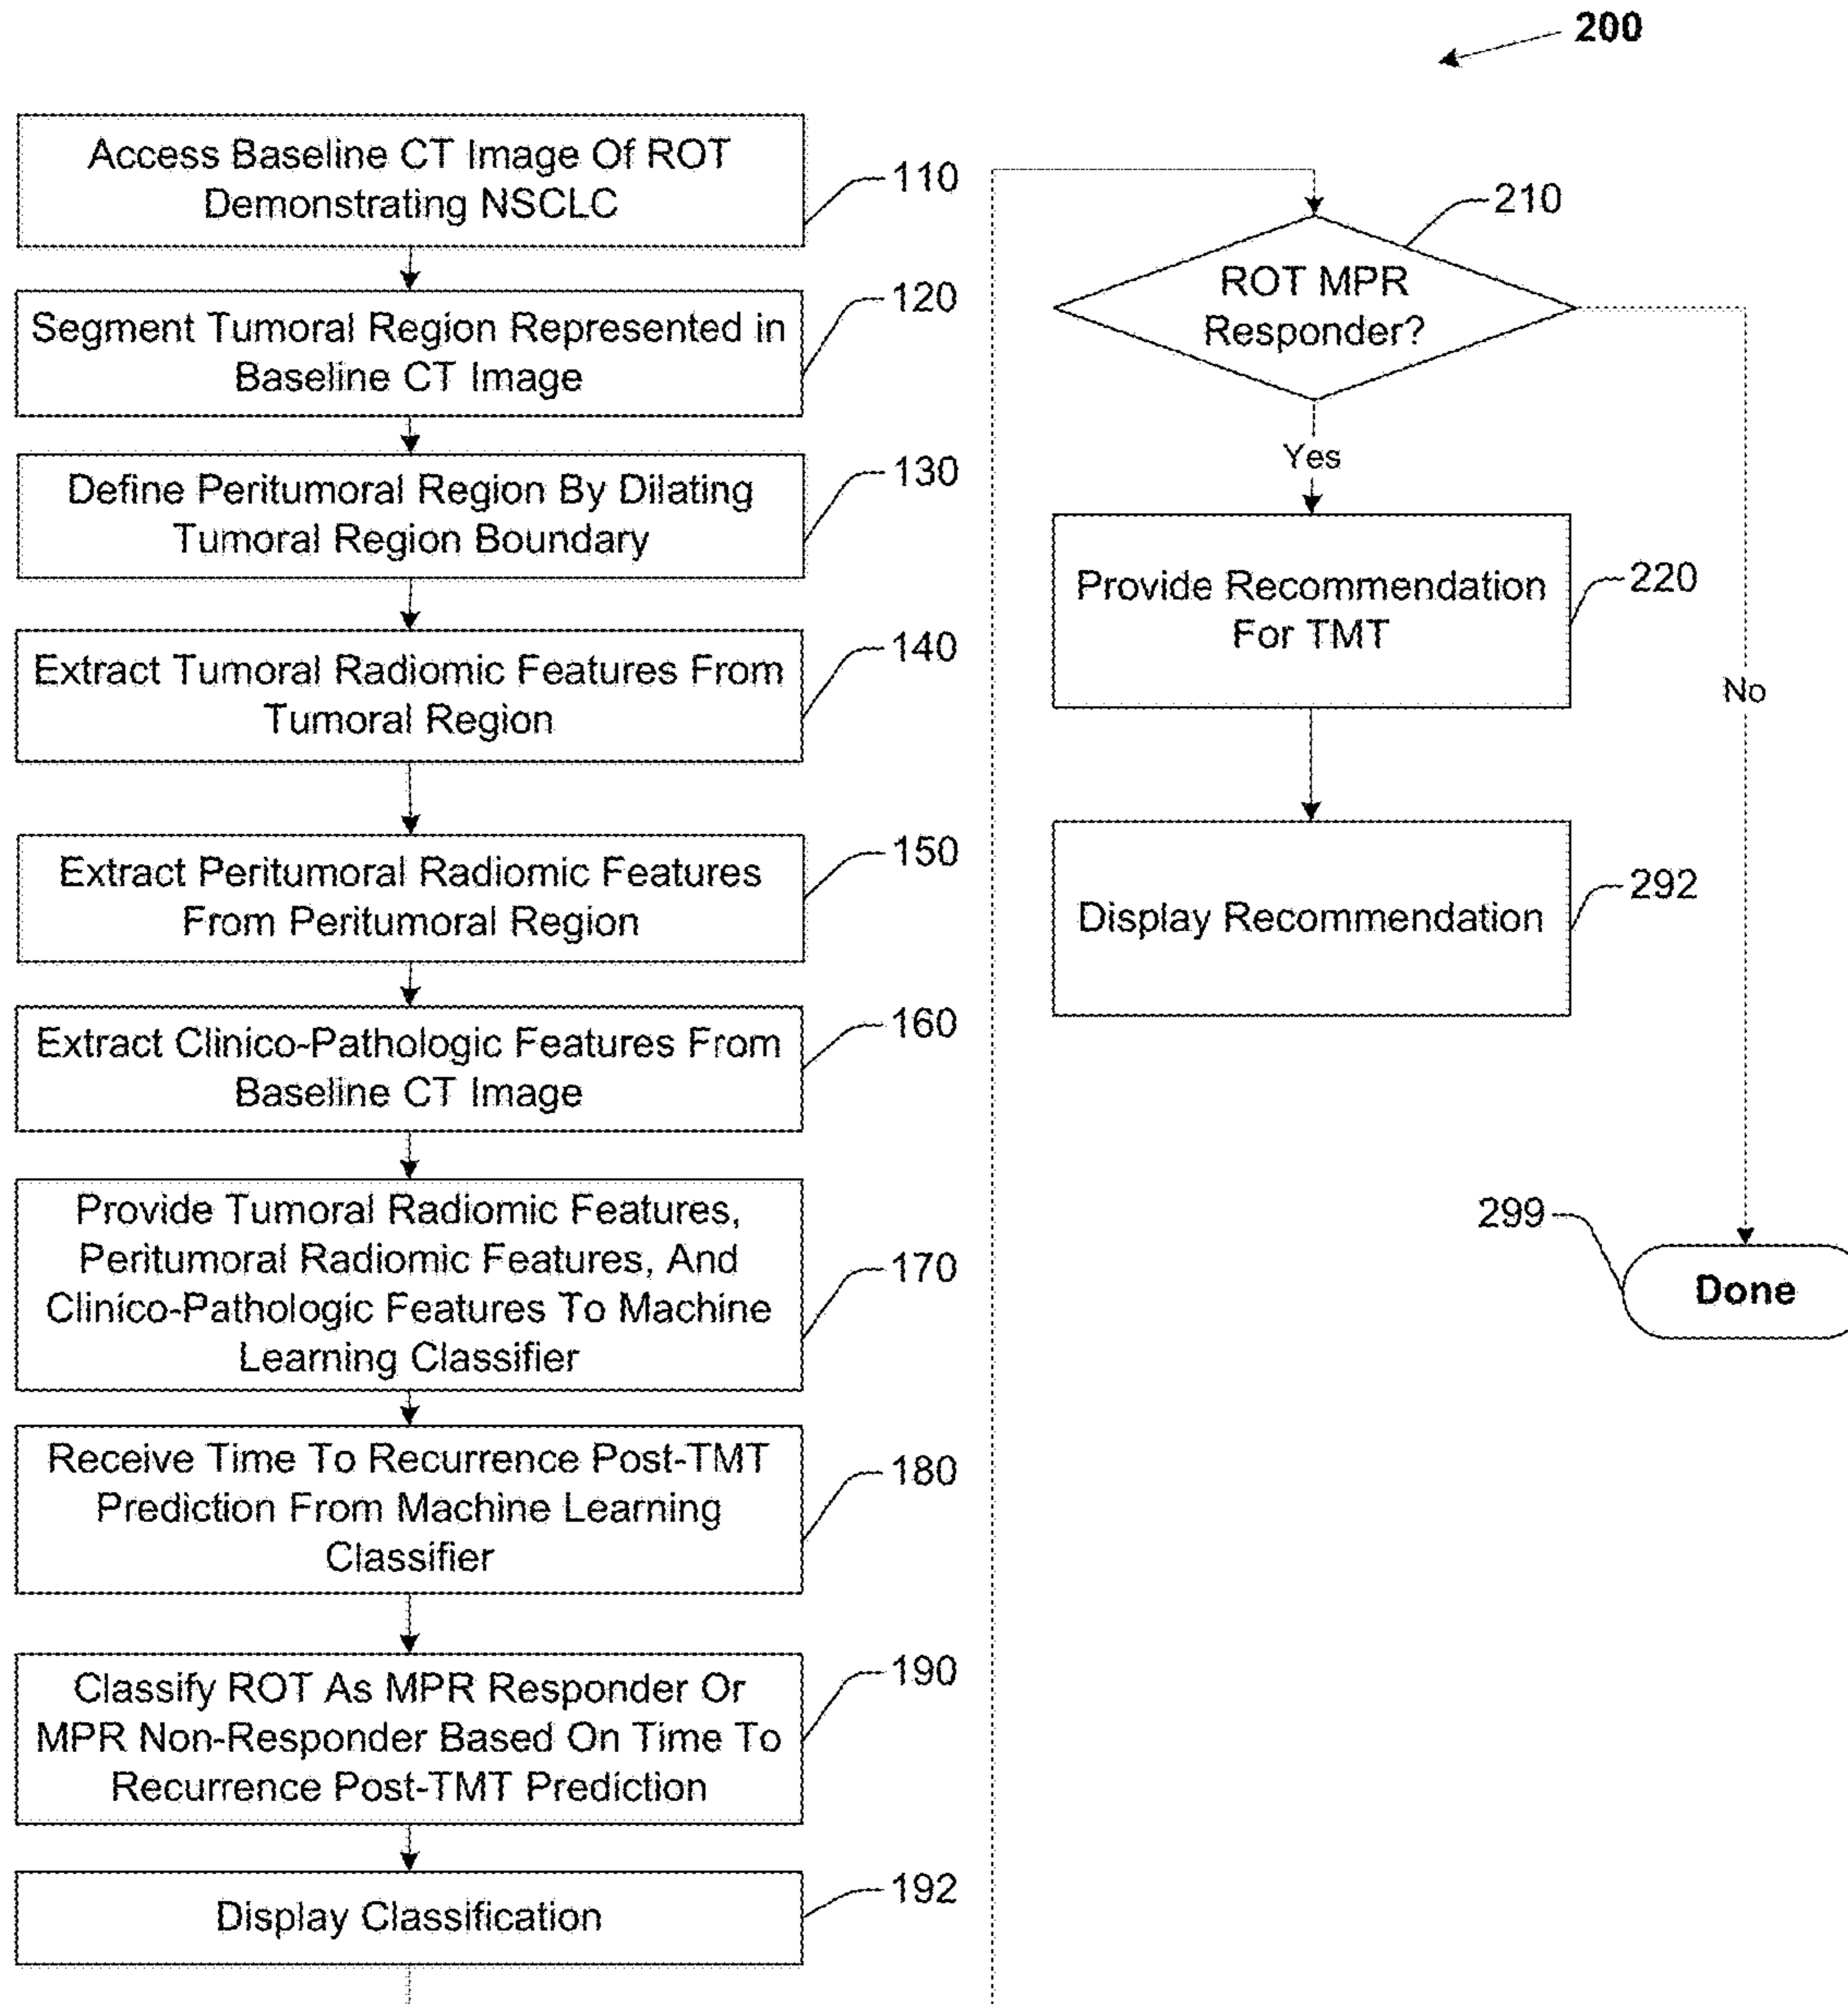 200
Access Baseline CT Image Of ROT
Demonstrating NSCLC
110
Segment Tumoral Region Represented in
Baseline CT Image
120
Define Peritumoral Region By Dilating
Tumoral Region Boundary
130
Extract Tumoral Radiomic Features From
Tumoral Region
140
Extract Peritumoral Radiomic Features
From Peritumoral Region
150
Extract Clinico-Pathologic Features From
Baseline CT Image
160
Provide Tumoral Radiomic Features,
Peritumoral Radiomic Features, And
Clinico-Pathologic Features To Machine
Learning Classifier
170
Receive Time To Recurrence Post-TMT
Prediction From Machine Learning
Classifier
180
Classify ROT As MPR Responder Or
MPR Non-Responder Based On Time To
Recurrence Post-TMT Prediction
190
Display Classification
192
ROT MPR
Responder?
210
Yes
No
Provide Recommendation
For TMT
220
Display Recommendation
292
299
Done